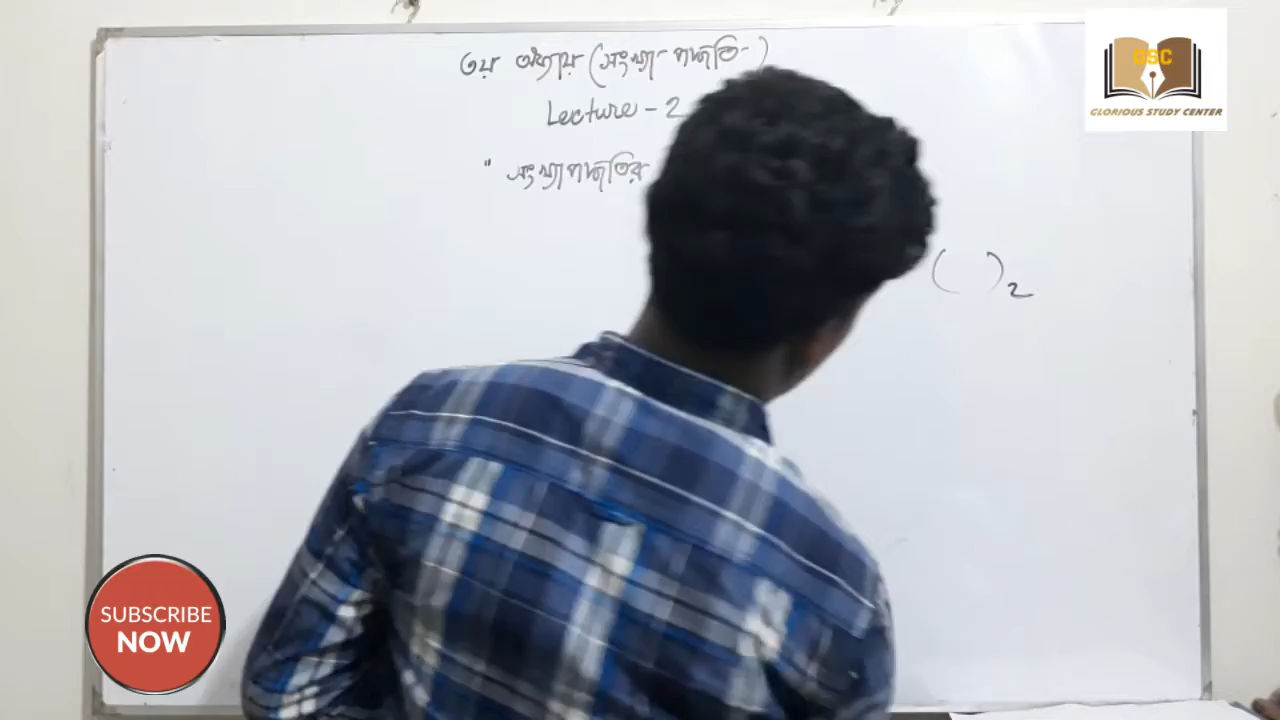 ৩য় অধ্যায় (সংখ্যা পদ্ধতি)
Lecture - 2
" সংখ্যাপদ্ধতির
( )2
GSC
GLORIOUS STUDY CENTER
SUBSCRIBE
NOW